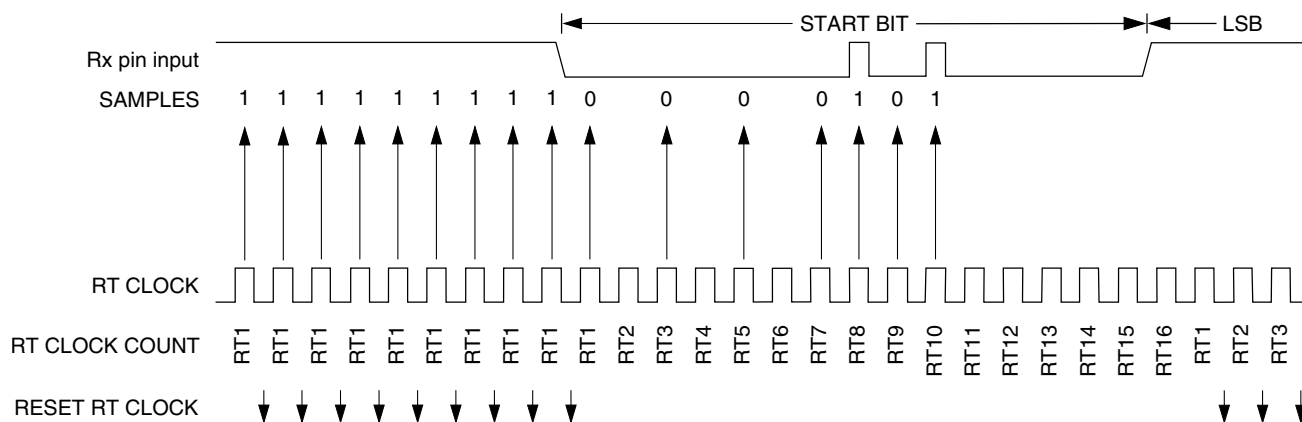 START BIT LSB
Rx pin input
SAMPLES 1 1 1 1 1 1 1 1 1 0 0 0 0 1 0 1
RT CLOCK
RT CLOCK COUNT RT1 RT1 RT1 RT1 RT1 RT1 RT1 RT1 RT1 RT1 RT2 RT3 RT4 RT5 RT6 RT7 RT8 RT9 RT10 RT11 RT12 RT13 RT14 RT15 RT16 RT1 RT2 RT3
RESET RT CLOCK